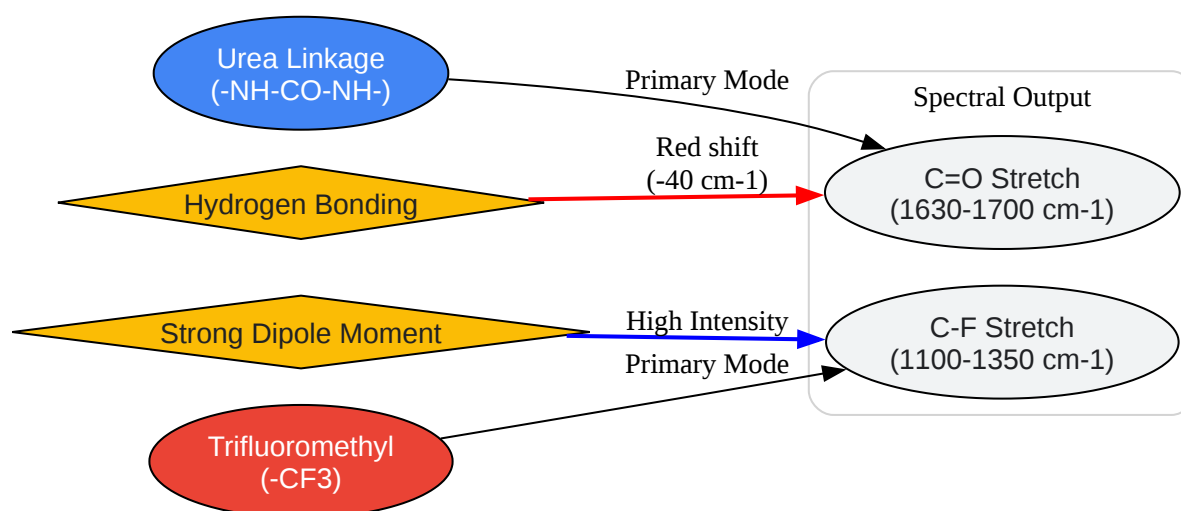 Urea Linkage
(-NH-CO-NH-)
Primary Mode
Spectral Output
Red shift
(-40 cm-1)
C=O Stretch
(1630-1700 cm-1)
Hydrogen Bonding
Strong Dipole Moment
High Intensity
C-F Stretch
(1100-1350 cm-1)
Primary Mode
Trifluoromethyl
(-CF3)